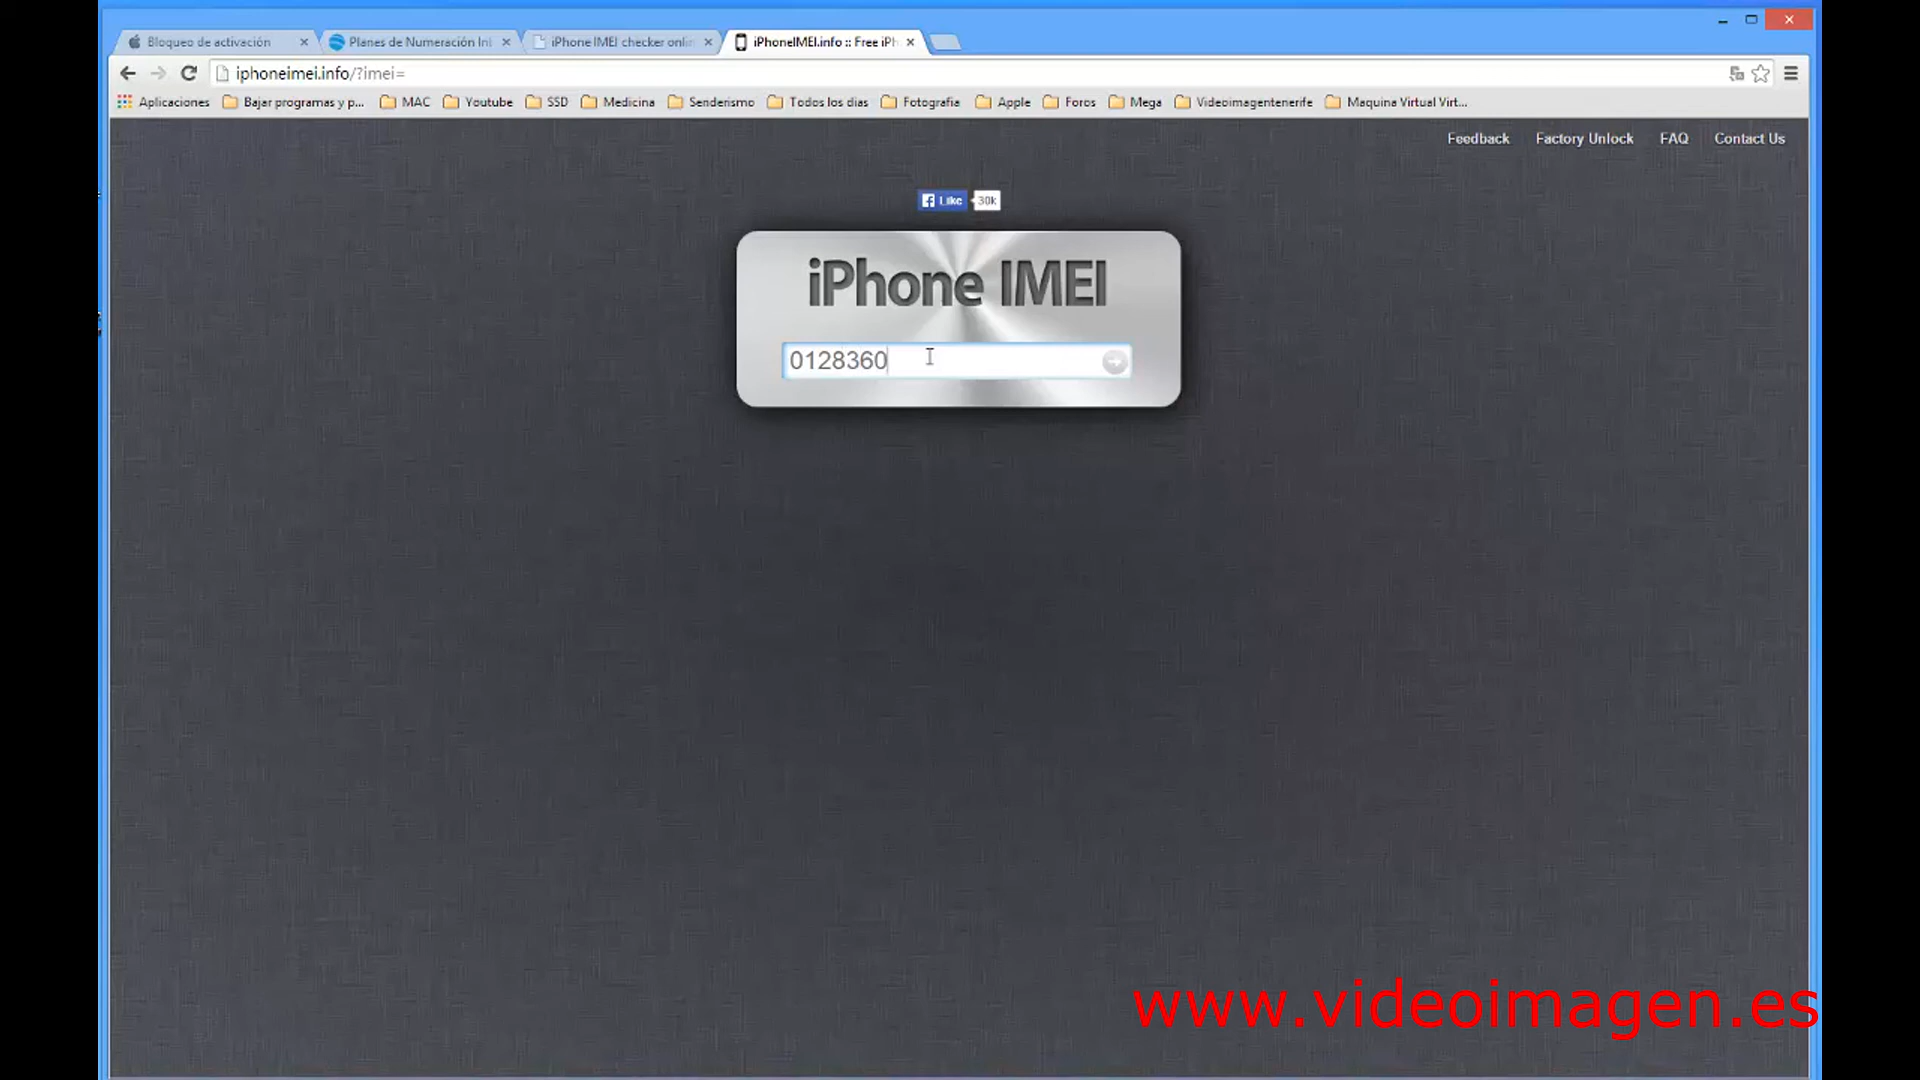 Bloqueo de activación
Planes de Numeración Int
iPhone IMEI checker onlin
iPhoneIMEI.info :: Free iPh
iphoneimei.info/?imei=
Aplicaciones
Bajar programas y p...
MAC
Youtube
SSD
Medicina
Senderismo
Todos los dias
Fotografia
Apple
Foros
Mega
Videoimagentenerife
Maquina Virtual Virt...
Feedback
Factory Unlock
FAQ
Contact Us
Like
30k
iPhone IMEI
0128360
www.videoimagen.es